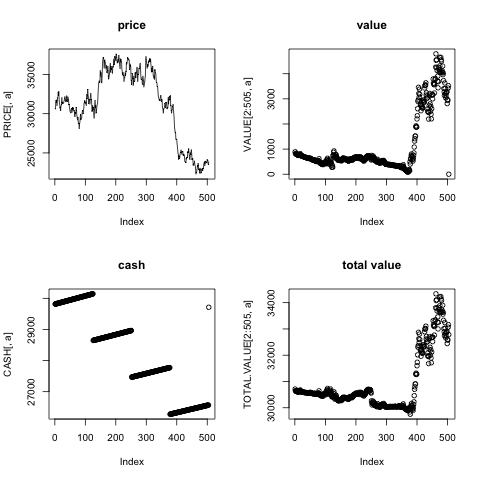 price
PRICE[, a]
25000 30000 35000
0 100 200 300 400 500
Index
value
VALUE[2:505, a]
0 1000 3000
0 100 200 300 400 500
Index
cash
CASH[, a]
27000 29000
0 100 200 300 400 500
Index
total value
TOTAL.VALUE[2:505, a]
30000 32000 34000
0 100 200 300 400 500
Index